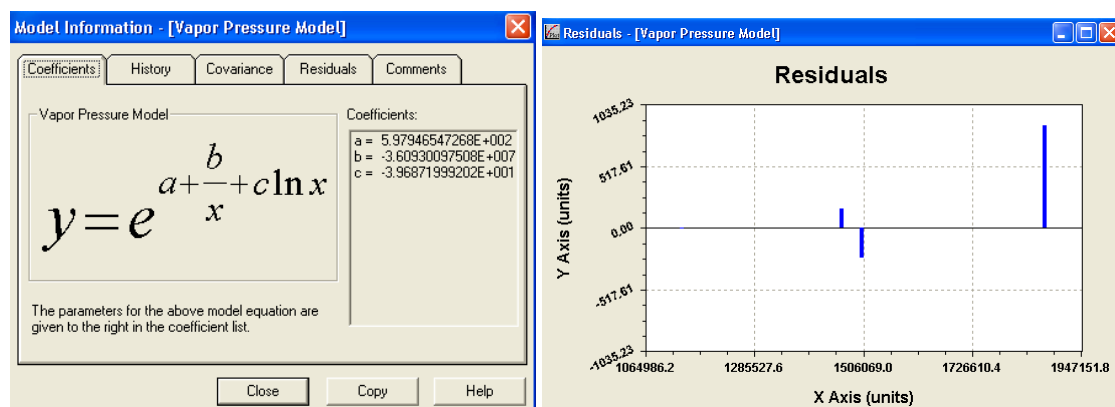 Model Information - [Vapor Pressure Model]
Coefficients History Covariance Residuals Comments
Vapor Pressure Model
y=e^{a+\frac{b}{x}+c\ln x}
The parameters for the above model equation are
given to the right in the coefficient list.
Coefficients:
a = 5.97946547268E+002
b = -3.60930097508E+007
c = -3.96871999202E+001
Close Copy Help
Residuals - [Vapor Pressure Model]
Residuals
Y Axis (units)
1035.23
517.61
0.00
-517.61
-1035.23
1064986.2 1285527.6 1506069.0 1726610.4 1947151.8
X Axis (units)